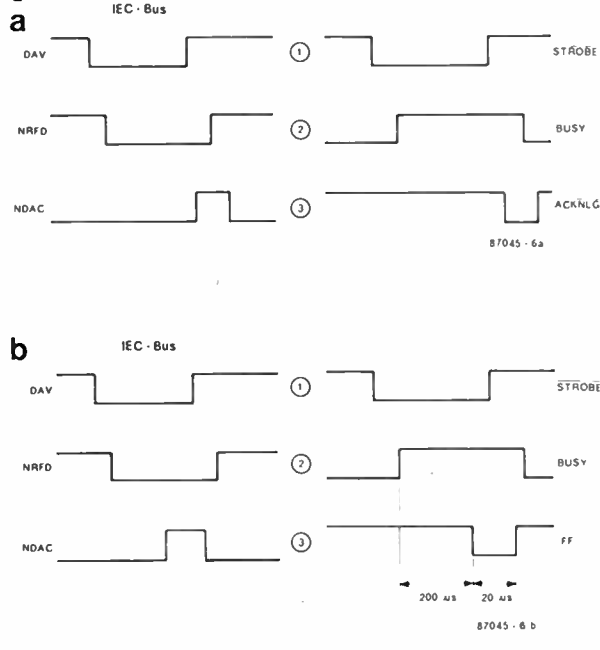 a
IEC - Bus
DAV
1
STROBE
NRFD
2
BUSY
NDAC
3
ACKNLG
87045 - 6a
b
IEC - Bus
DAV
1
STROBE
NRFD
2
BUSY
NDAC
3
FF
200 µs
20 µs
87045 - 6 b